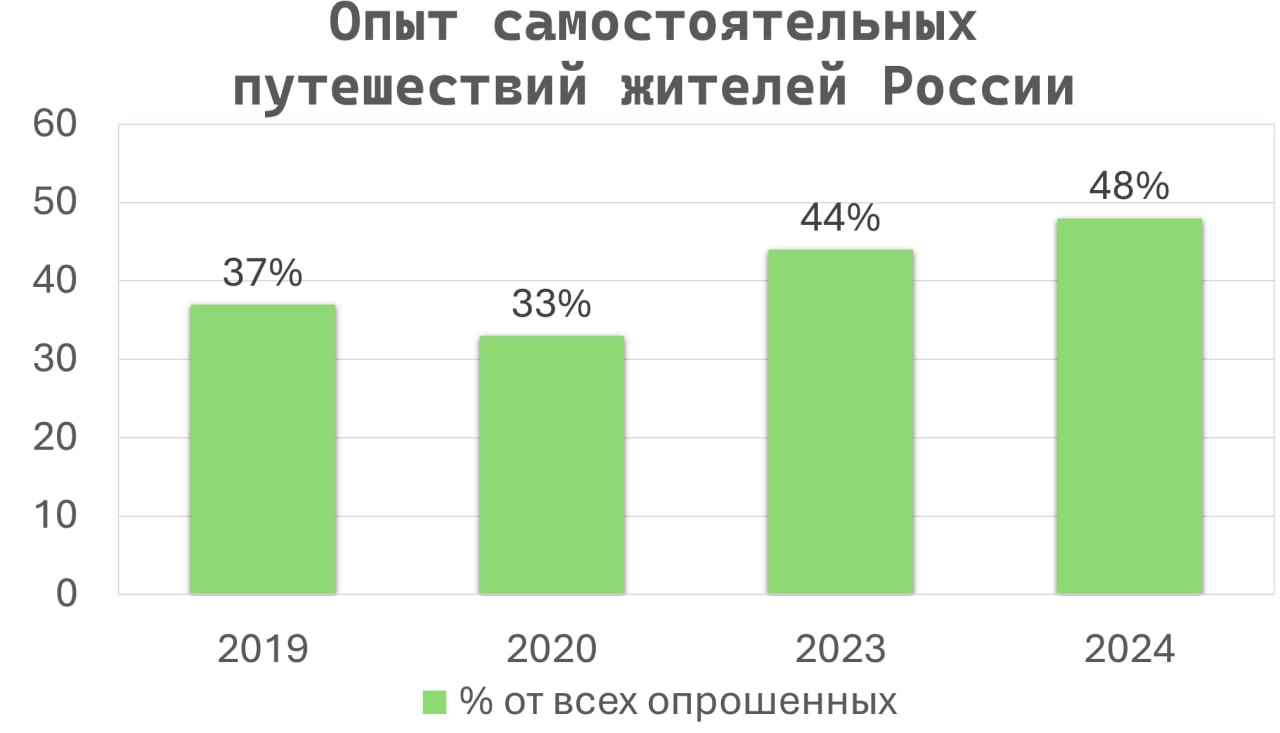 Опыт самостоятельных
путешествий жителей России
60
50
40
30
20
10
0
37%
33%
44%
48%
2019 2020 2023 2024
% от всех опрошенных